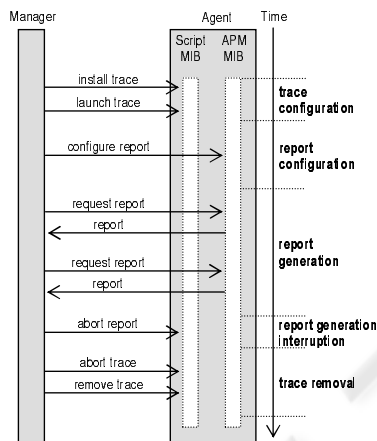 Manager
Agent
Time
Script
MIB
APM
MIB
install trace
launch trace
trace
configuration
configure report
report
configuration
request report
report
request report
report
report
generation
abort report
report generation
interruption
abort trace
remove trace
trace removal